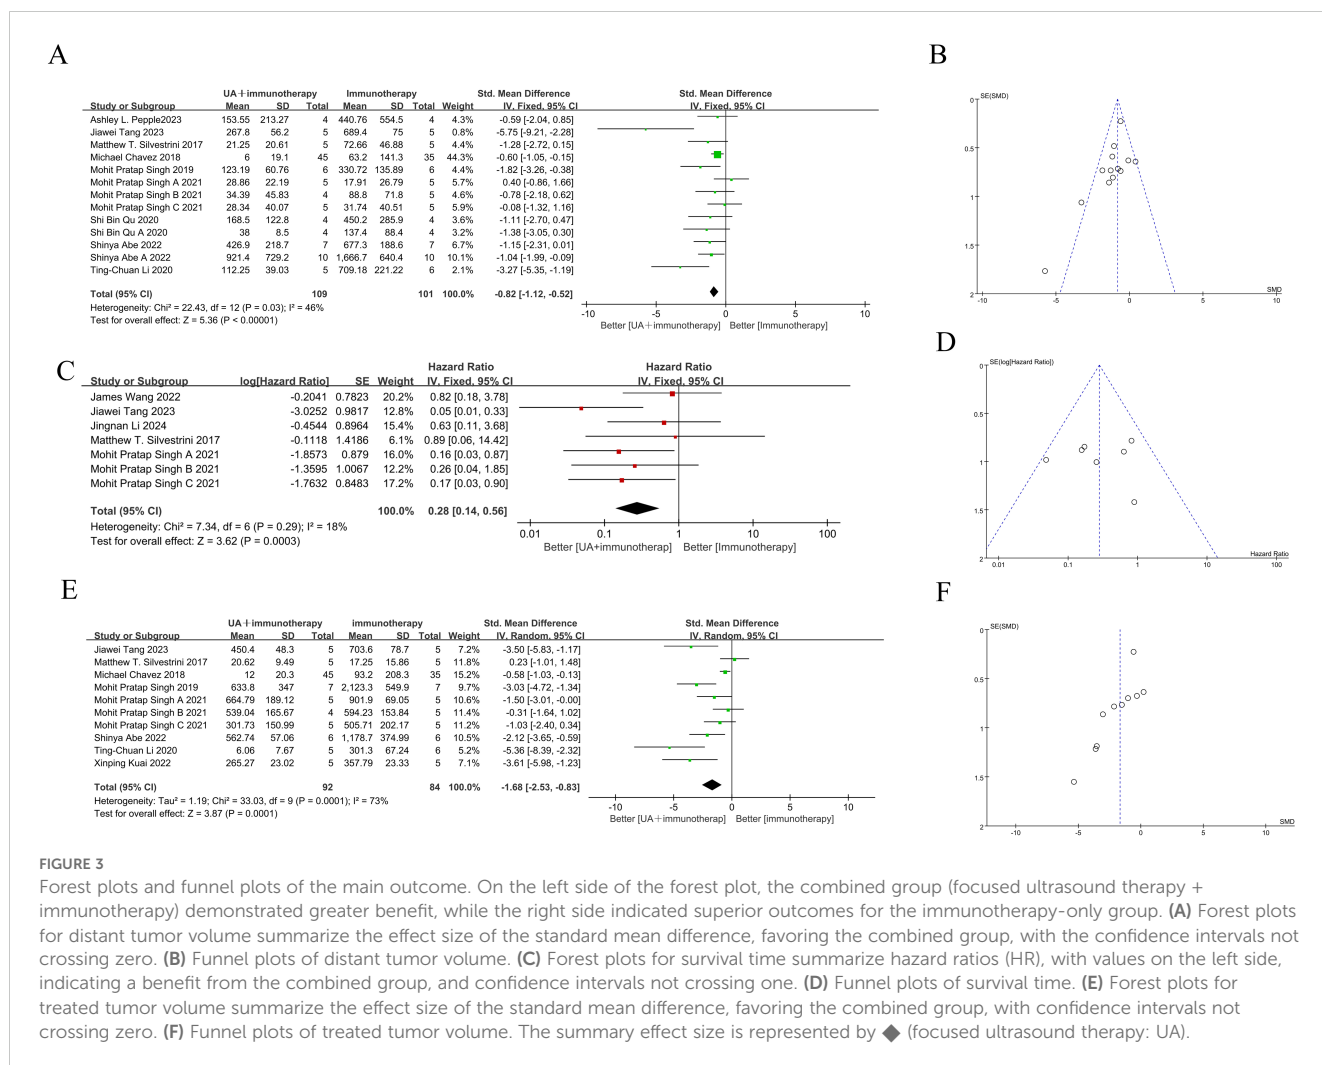 A
UA+immunotherapy Immunotherapy Std. Mean Difference Std. Mean Difference
Study or Subgroup Mean SD Total Mean SD Total Weight IV, Fixed, 95% CI IV, Fixed, 95% CI
Ashley L. Pepple2023 153.55 213.27 4 440.76 554.5 4 4.3% -0.59 [-2.04, 0.85]
Jiawei Tang 2023 267.8 56.2 5 689.4 75 5 0.8% -5.75 [-9.21, -2.28]
Matthew T. Silvestrini 2017 21.25 20.61 5 72.66 46.88 5 4.4% -1.28 [-2.72, 0.15]
Michael Chavez 2018 6 19.1 45 63.2 141.3 35 44.3% -0.60 [-1.05, -0.15]
Mohit Pratap Singh 2019 123.19 60.76 6 330.72 135.89 6 4.4% -1.82 [-3.26, -0.38]
Mohit Pratap Singh A 2021 28.86 22.19 5 17.91 26.79 5 5.7% 0.40 [-0.86, 1.66]
Mohit Pratap Singh B 2021 34.39 45.83 4 88.8 71.8 5 4.6% -0.78 [-2.18, 0.62]
Mohit Pratap Singh C 2021 28.34 40.07 5 31.74 40.51 5 5.9% -0.08 [-1.32, 1.16]
Shi Bin Qu 2020 168.5 122.8 4 450.2 285.9 4 3.6% -1.11 [-2.70, 0.47]
Shi Bin Qu A 2020 38 8.5 4 137.4 88.4 4 3.2% -1.38 [-3.05, 0.30]
Shinya Abe 2022 426.9 218.7 7 677.3 188.6 7 6.7% -1.15 [-2.31, 0.01]
Shinya Abe A 2022 921.4 729.2 10 1,666.7 640.4 10 10.1% -1.04 [-1.99, -0.09]
Ting-Chuan Li 2020 112.25 39.03 5 709.18 221.22 6 2.1% -3.27 [-5.35, -1.19]
Total (95% CI) 109 101 100.0% -0.82 [-1.12, -0.52]
Heterogeneity: Chi² = 22.43, df = 12 (P = 0.03); I² = 46%
Test for overall effect: Z = 5.36 (P < 0.00001)
-10 -5 0 5 10
Better [UA+immunotherapy] Better [Immunotherapy]
B
SE(SMD)
0
0.5
1
1.5
2
-10 -5 0 5 10
SMD
C
Hazard Ratio Hazard Ratio
Study or Subgroup log[Hazard Ratio] SE Weight IV, Fixed, 95% CI IV, Fixed, 95% CI
James Wang 2022 -0.2041 0.7823 20.2% 0.82 [0.18, 3.78]
Jiawei Tang 2023 -3.0252 0.9817 12.8% 0.05 [0.01, 0.33]
Jingnan Li 2024 -0.4544 0.8964 15.4% 0.63 [0.11, 3.68]
Matthew T. Silvestrini 2017 -0.1118 1.4186 6.1% 0.89 [0.06, 14.42]
Mohit Pratap Singh A 2021 -1.8573 0.879 16.0% 0.16 [0.03, 0.87]
Mohit Pratap Singh B 2021 -1.3595 1.0067 12.2% 0.26 [0.04, 1.85]
Mohit Pratap Singh C 2021 -1.7632 0.8483 17.2% 0.17 [0.03, 0.90]
Total (95% CI) 100.0% 0.28 [0.14, 0.56]
Heterogeneity: Chi² = 7.34, df = 6 (P = 0.29); I² = 18%
Test for overall effect: Z = 3.62 (P = 0.0003)
0.01 0.1 1 10 100
Better [UA+immunotherap] Better [Immunotherapy]
D
SE(log[Hazard Ratio])
0
0.5
1
1.5
2
0.01 0.1 1 10 100
Hazard Ratio
E
UA+immunotherapy immunotherapy Std. Mean Difference Std. Mean Difference
Study or Subgroup Mean SD Total Mean SD Total Weight IV, Random, 95% CI IV, Random, 95% CI
Jiawei Tang 2023 450.4 48.3 5 703.6 78.7 5 7.2% -3.50 [-5.83, -1.17]
Matthew T. Silvestrini 2017 20.62 9.49 5 17.25 15.86 5 11.8% 0.23 [-1.01, 1.48]
Michael Chavez 2018 12 20.3 45 93.2 208.3 35 15.2% -0.58 [-1.03, -0.13]
Mohit Pratap Singh 2019 633.8 347 7 2,123.3 549.9 7 9.7% -3.03 [-4.72, -1.34]
Mohit Pratap Singh A 2021 664.79 189.12 5 901.9 69.05 5 10.6% -1.50 [-3.01, -0.00]
Mohit Pratap Singh B 2021 539.04 165.67 4 594.23 153.84 5 11.4% -0.31 [-1.64, 1.02]
Mohit Pratap Singh C 2021 301.73 150.99 5 505.71 202.17 5 11.2% -1.03 [-2.40, 0.34]
Shinya Abe 2022 562.74 57.06 6 1,178.7 374.99 6 10.5% -2.12 [-3.65, -0.59]
Ting-Chuan Li 2020 6.06 7.67 5 301.3 67.24 6 5.2% -5.36 [-8.39, -2.32]
Xinping Kuai 2022 265.27 23.02 5 357.79 23.33 5 7.1% -3.61 [-5.98, -1.23]
Total (95% CI) 92 84 100.0% -1.68 [-2.53, -0.83]
Heterogeneity: Tau² = 1.19; Chi² = 33.03, df = 9 (P = 0.0001); I² = 73%
Test for overall effect: Z = 3.87 (P = 0.0001)
-10 -5 0 5 10
Better [UA+immunotherap] Better [immunotherapy]
F
SE(SMD)
0
0.5
1
1.5
2
-10 -5 0 5 10
SMD
FIGURE 3
Forest plots and funnel plots of the main outcome. On the left side of the forest plot, the combined group (focused ultrasound therapy +
immunotherapy) demonstrated greater benefit, while the right side indicated superior outcomes for the immunotherapy-only group. (A) Forest plots
for distant tumor volume summarize the effect size of the standard mean difference, favoring the combined group, with the confidence intervals not
crossing zero. (B) Funnel plots of distant tumor volume. (C) Forest plots for survival time summarize hazard ratios (HR), with values on the left side,
indicating a benefit from the combined group, and confidence intervals not crossing one. (D) Funnel plots of survival time. (E) Forest plots for
treated tumor volume summarize the effect size of the standard mean difference, favoring the combined group, with confidence intervals not
crossing zero. (F) Funnel plots of treated tumor volume. The summary effect size is represented by ◆ (focused ultrasound therapy: UA).